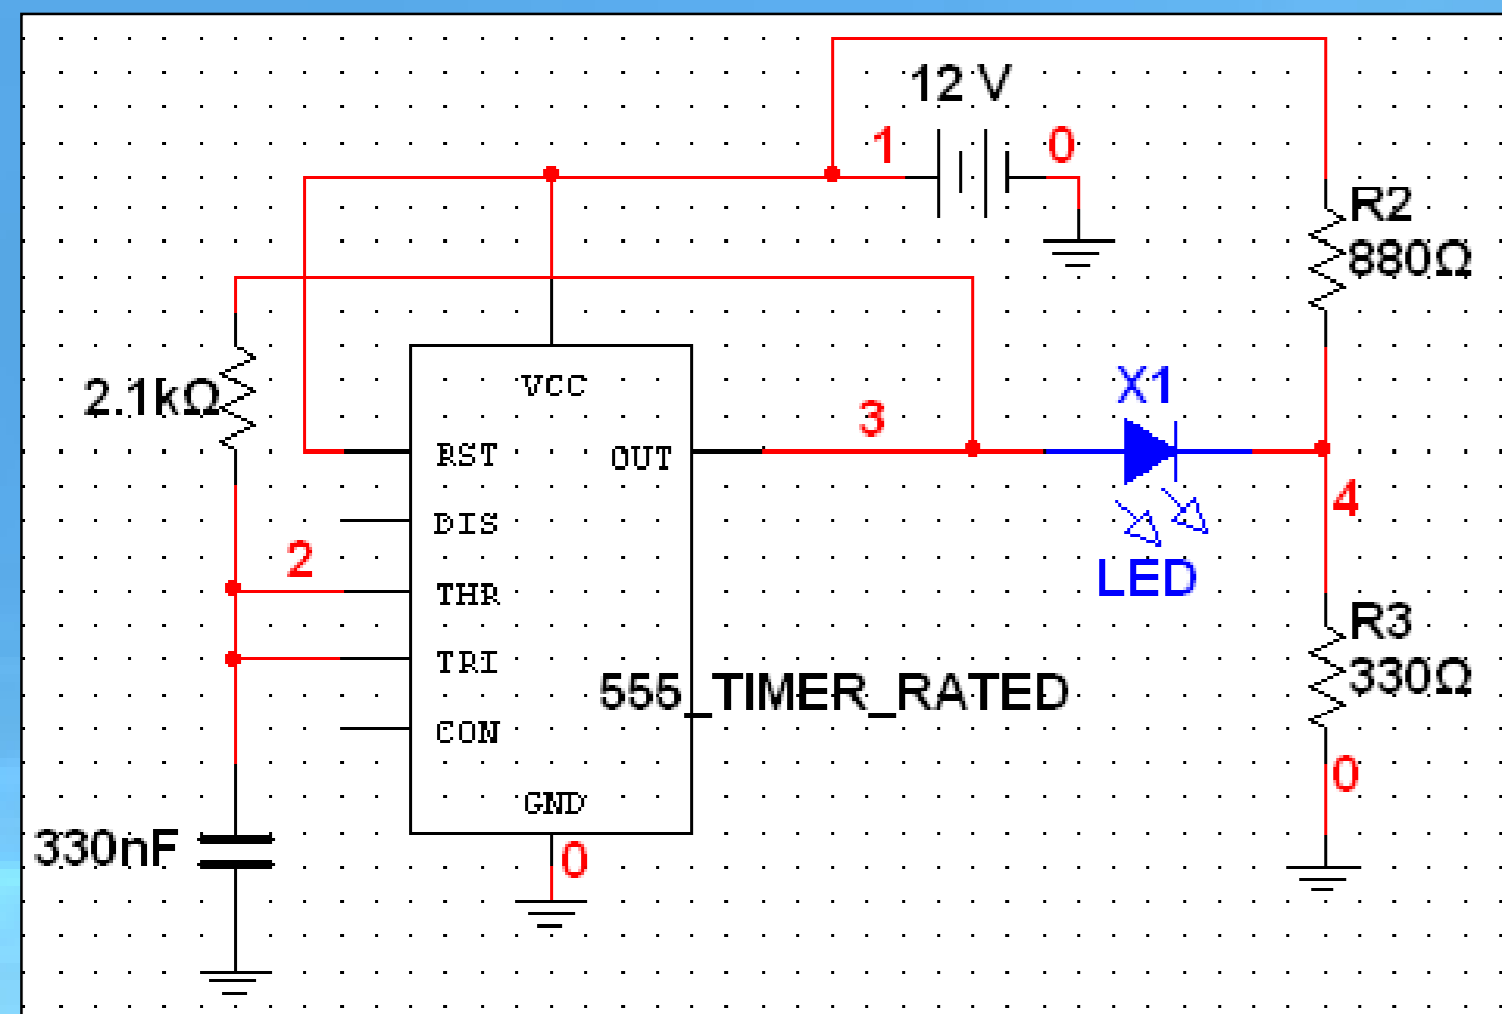 12 V
1
0
R2
880Ω
2.1kΩ
VCC
X1
3
RST
OUT
4
DIS
2
THR
LED
TRI
R3
330Ω
555_TIMER_RATED
CON
0
GND
330nF
0